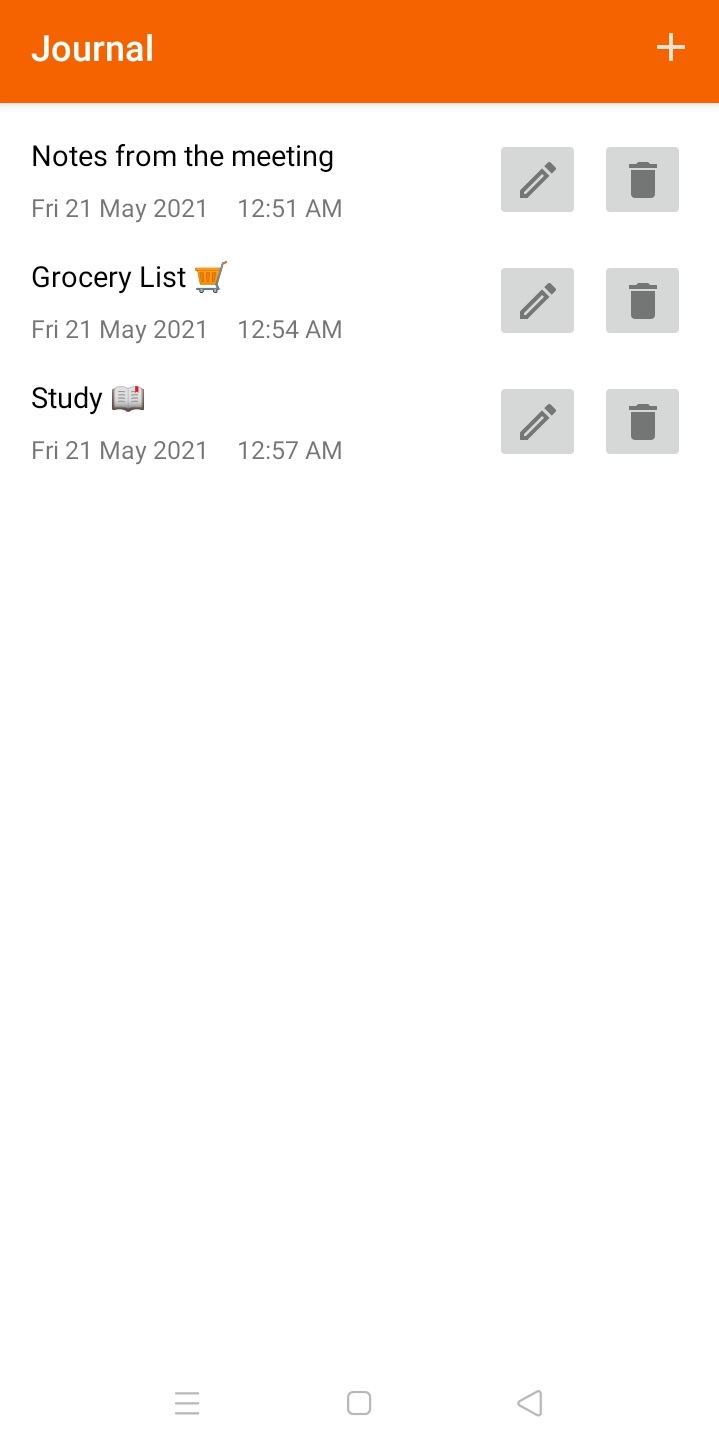 Journal
Notes from the meeting
Fri 21 May 2021 12:51 AM
Grocery List 🛒
Fri 21 May 2021 12:54 AM
Study 📖
Fri 21 May 2021 12:57 AM